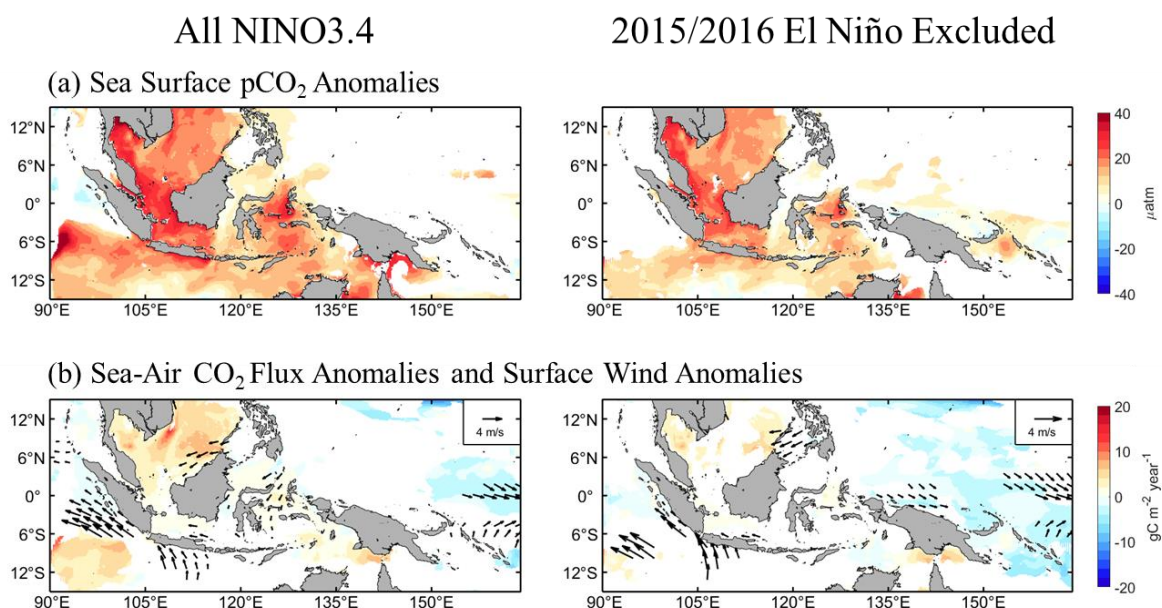 All NINO3.4
2015/2016 El Niño Excluded
(a) Sea Surface pCO₂ Anomalies
12°N
6°N
0°
6°S
12°S
90°E
105°E
120°E
135°E
150°E
12°N
6°N
0°
6°S
12°S
90°E
105°E
120°E
135°E
150°E
40
20
0
-20
-40
µatm
(b) Sea-Air CO₂ Flux Anomalies and Surface Wind Anomalies
4 m/s
12°N
6°N
0°
6°S
12°S
90°E
105°E
120°E
135°E
150°E
4 m/s
12°N
6°N
0°
6°S
12°S
90°E
105°E
120°E
135°E
150°E
20
10
0
-10
-20
gC m⁻² year⁻¹